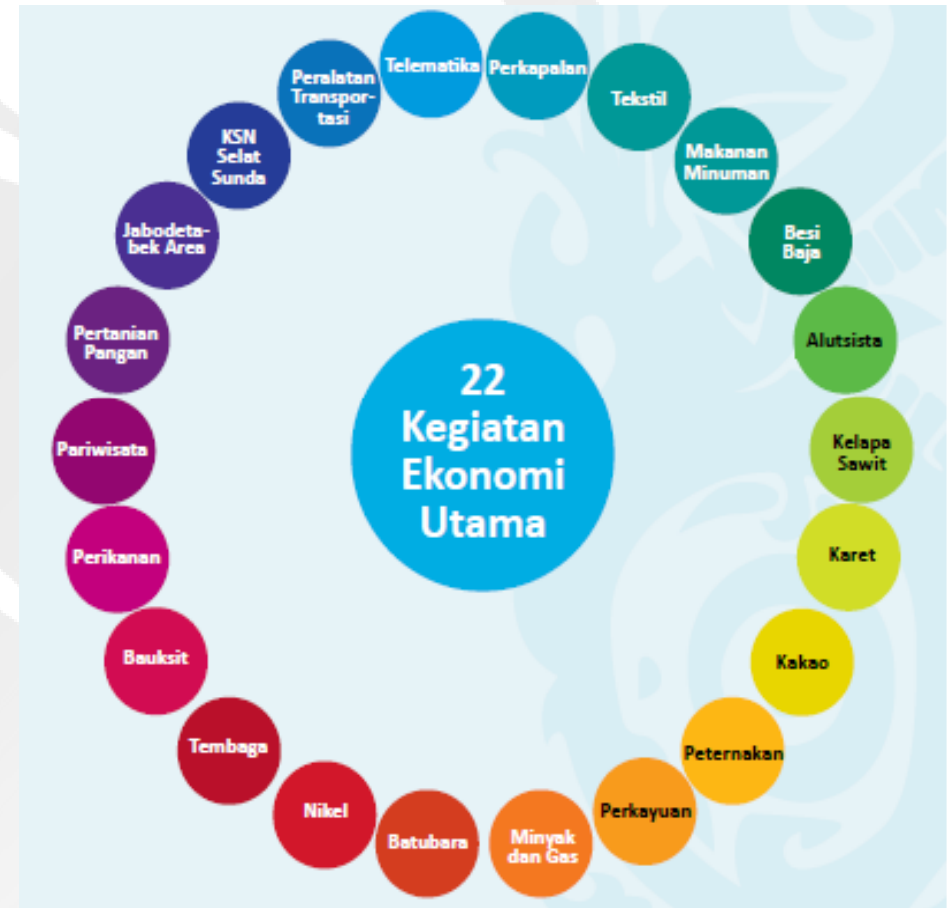 Telematika
Perkapalan
Tekstil
Makanan
Minuman
Besi
Baja
Alutsista
Kelapa
Sawit
Karet
Kakao
Peternakan
Perkayuan
Minyak
dan Gas
Batubara
Nikel
Tembaga
Bauksit
Perikanan
Pariwisata
Pertanian
Pangan
Jabodeta-
bek Area
KSN
Selat
Sunda
Peralatan
Transpor-
tasi
22
Kegiatan
Ekonomi
Utama